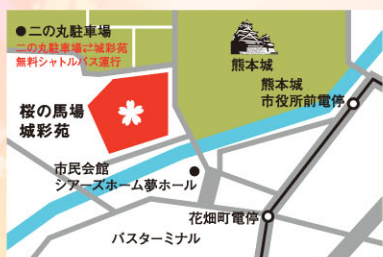 ●二の丸駐車場
二の丸駐車場⇄城彩苑
無料シャトルバス運行
熊本城
熊本城
市役所前電停
桜の馬場
城彩苑
市民会館
シアーズホーム夢ホール
花畑町電停
バスターミナル